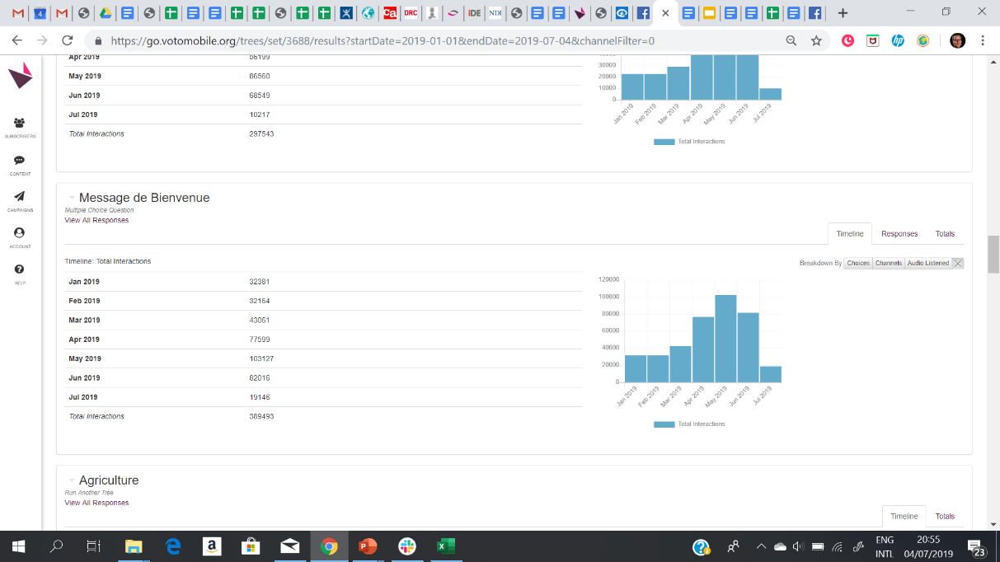 https://go.votomobile.org/trees/set/3688/results?startDate=2019-01-01&endDate=2019-07-04&channelFilter=0
Apr 2019 56199
May 2019 86560
Jun 2019 68549
Jul 2019 10217
Total Interactions 297543
30000
20000
10000
0
Jan 2019 Feb 2019 Mar 2019 Apr 2019 May 2019 Jun 2019 Jul 2019
Total Interactions
SUBSCRIBERS
CONTENT
CAMPAIGNS
ACCOUNT
HELP
Message de Bienvenue
Multiple Choice Question
View All Responses
Timeline Responses Totals
Timeline: Total Interactions
Breakdown By Choices Channels Audio Listened
Jan 2019 32381
Feb 2019 32164
Mar 2019 43061
Apr 2019 77599
May 2019 103127
Jun 2019 82016
Jul 2019 19146
Total Interactions 389493
120000
100000
80000
60000
40000
20000
0
Jan 2019 Feb 2019 Mar 2019 Apr 2019 May 2019 Jun 2019 Jul 2019
Total Interactions
Agriculture
Run Another Tree
View All Responses
Timeline Totals
ENG
INTL
20:55
04/07/2019
23